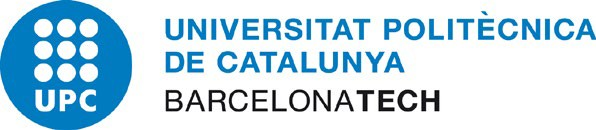 UPC
UNIVERSITAT POLITÈCNICA
DE CATALUNYA
BARCELONATECH